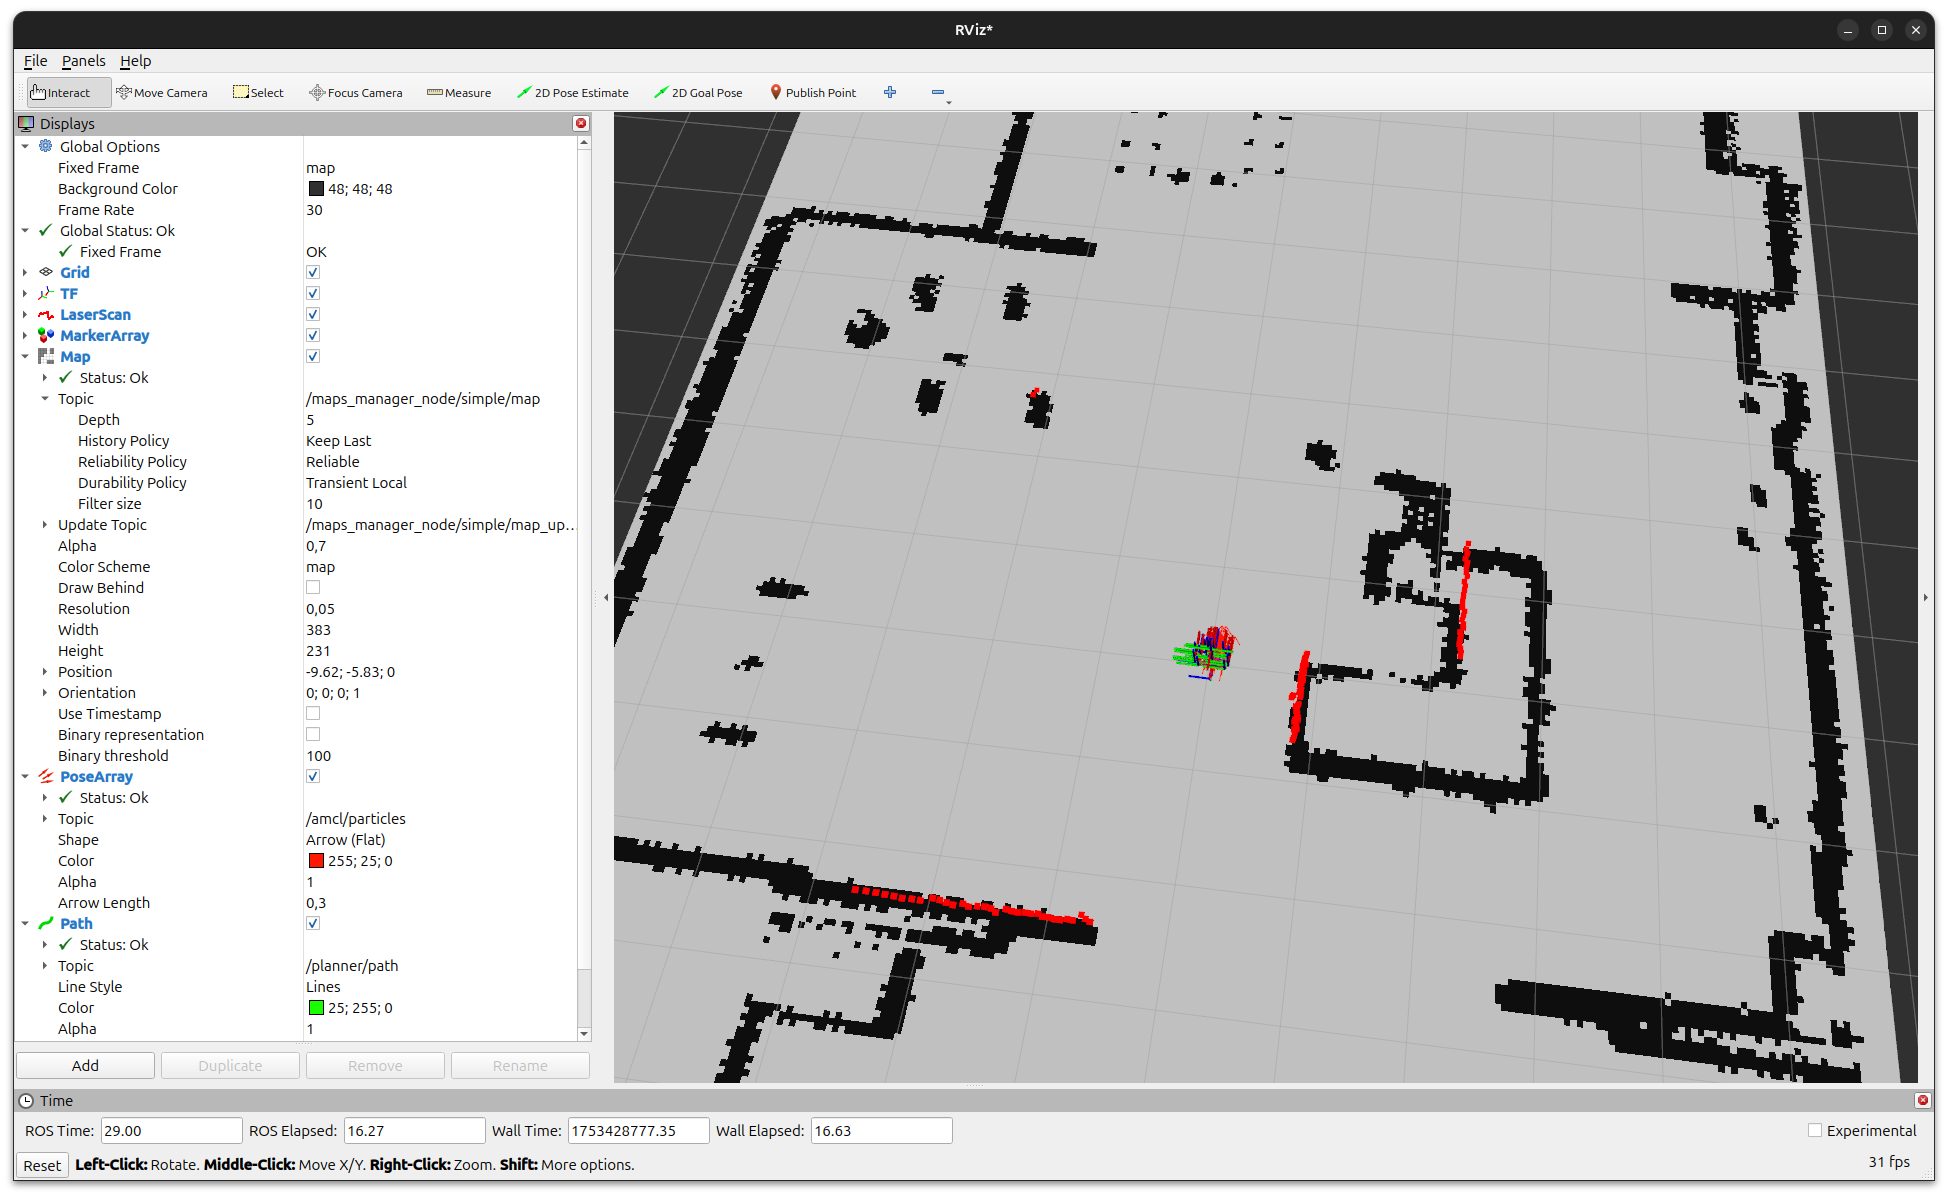 RViz*
File Panels Help
Interact Move Camera Select Focus Camera Measure 2D Pose Estimate 2D Goal Pose Publish Point
Displays
Global Options
Fixed Frame map
Background Color 48; 48; 48
Frame Rate 30
Global Status: Ok
Fixed Frame OK
Grid
TF
LaserScan
MarkerArray
Map
Status: Ok
Topic /maps_manager_node/simple/map
Depth 5
History Policy Keep Last
Reliability Policy Reliable
Durability Policy Transient Local
Filter size 10
Update Topic /maps_manager_node/simple/map_up...
Alpha 0,7
Color Scheme map
Draw Behind
Resolution 0,05
Width 383
Height 231
Position -9.62; -5.83; 0
Orientation 0; 0; 0; 1
Use Timestamp
Binary representation
Binary threshold 100
PoseArray
Status: Ok
Topic /amcl/particles
Shape Arrow (Flat)
Color 255; 25; 0
Alpha 1
Arrow Length 0,3
Path
Status: Ok
Topic /planner/path
Line Style Lines
Color 25; 255; 0
Alpha 1
Add Duplicate Remove Rename
Time
ROS Time: 29.00 ROS Elapsed: 16.27 Wall Time: 1753428777.35 Wall Elapsed: 16.63 Experimental
Reset Left-Click: Rotate. Middle-Click: Move X/Y. Right-Click: Zoom. Shift: More options. 31 fps